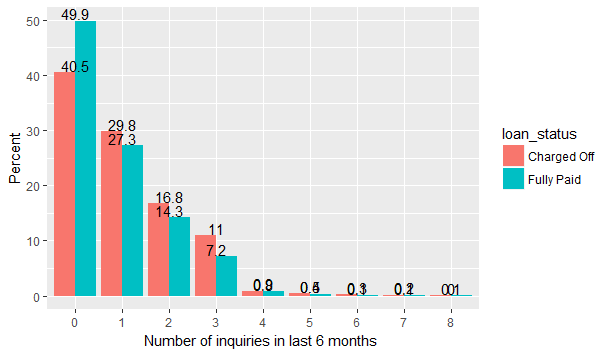 49.9
40.5
29.8
27.3
16.8
14.3
11
7.2
50
40
30
20
10
0
Percent
0 1 2 3 4 5 6 7 8
Number of inquiries in last 6 months
loan_status
Charged Off
Fully Paid